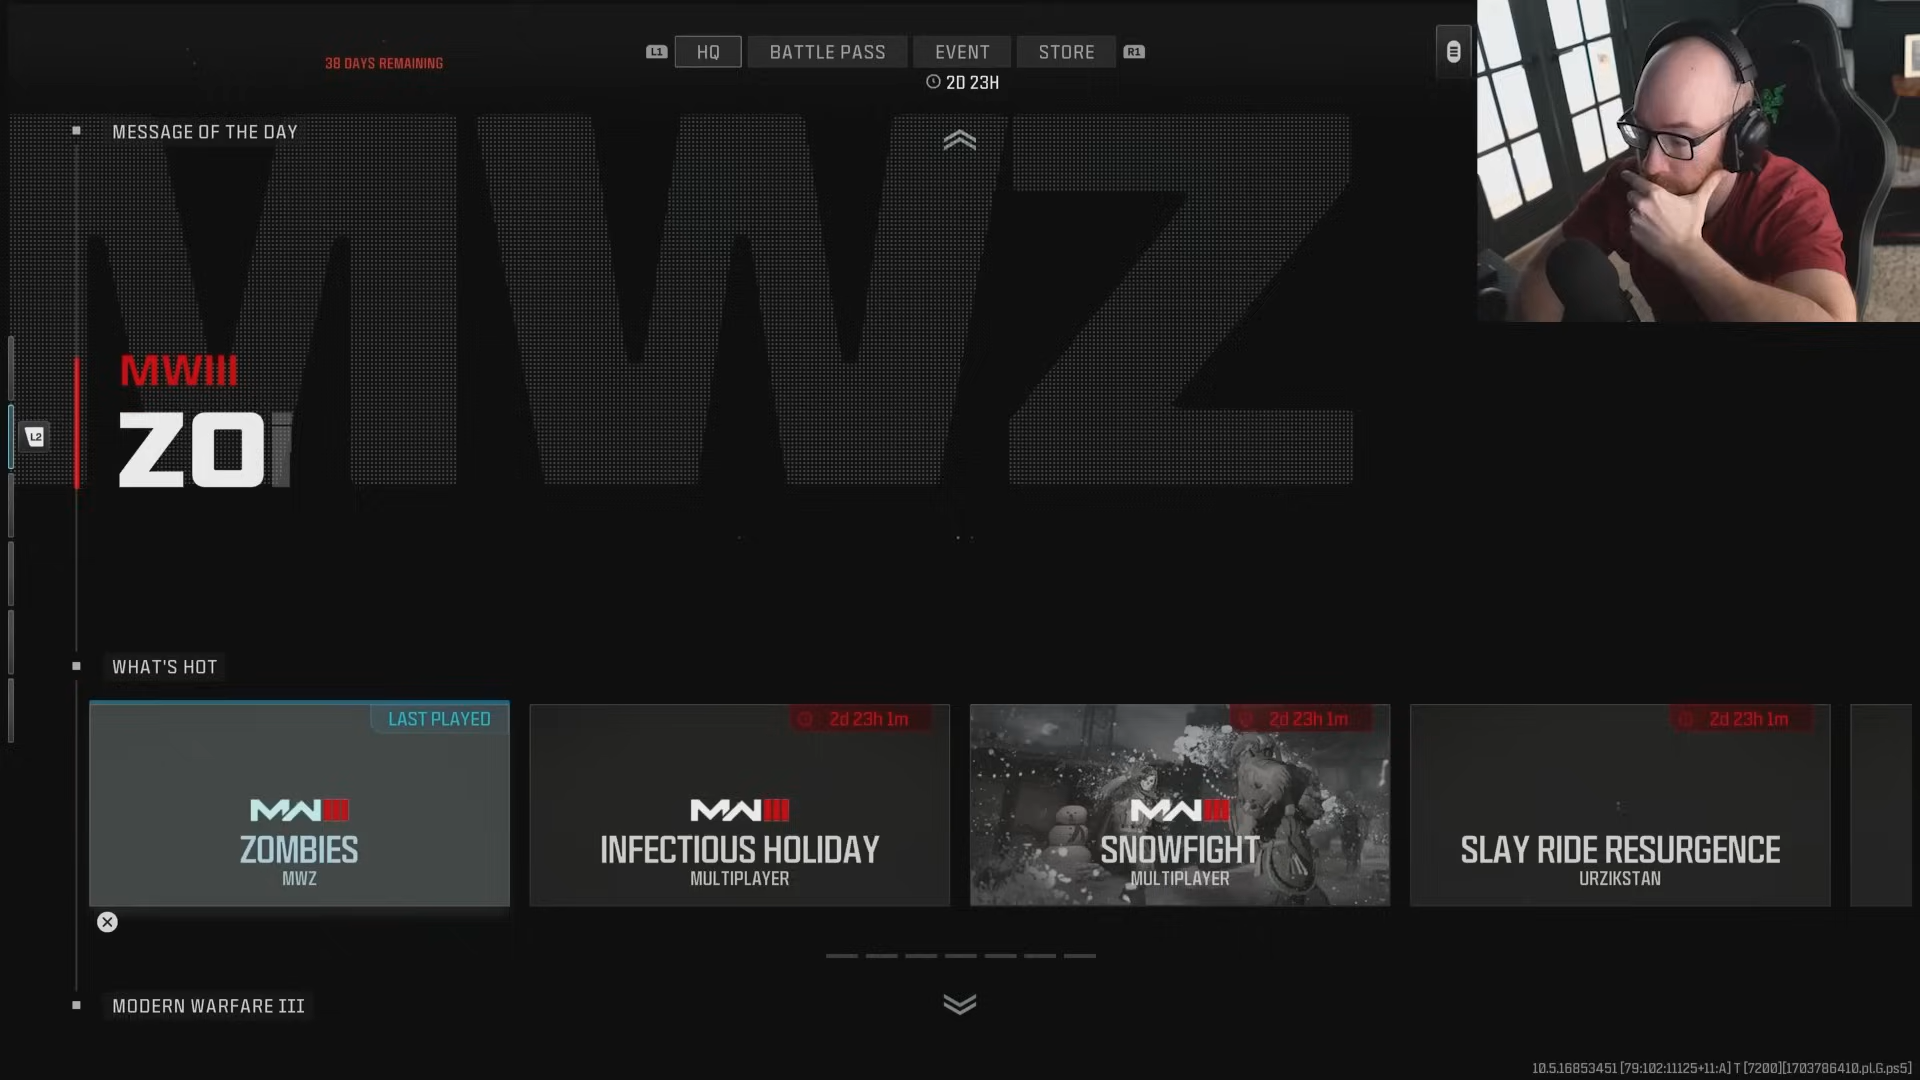 38 DAYS REMAINING
L1 HQ BATTLE PASS EVENT STORE R1
2D 23H
MESSAGE OF THE DAY
MWZ
MWIII
ZO
L2
WHAT'S HOT
LAST PLAYED
MWIII
ZOMBIES
MWZ
2d 23h 1m
MWIII
INFECTIOUS HOLIDAY
MULTIPLAYER
2d 23h 1m
MWIII
SNOWFIGHT
MULTIPLAYER
2d 23h 1m
SLAY RIDE RESURGENCE
URZIKSTAN
MODERN WARFARE III
10.5.16853451 [79:102:11125+11:A] T [7200][1703786410.pl.G.ps5]